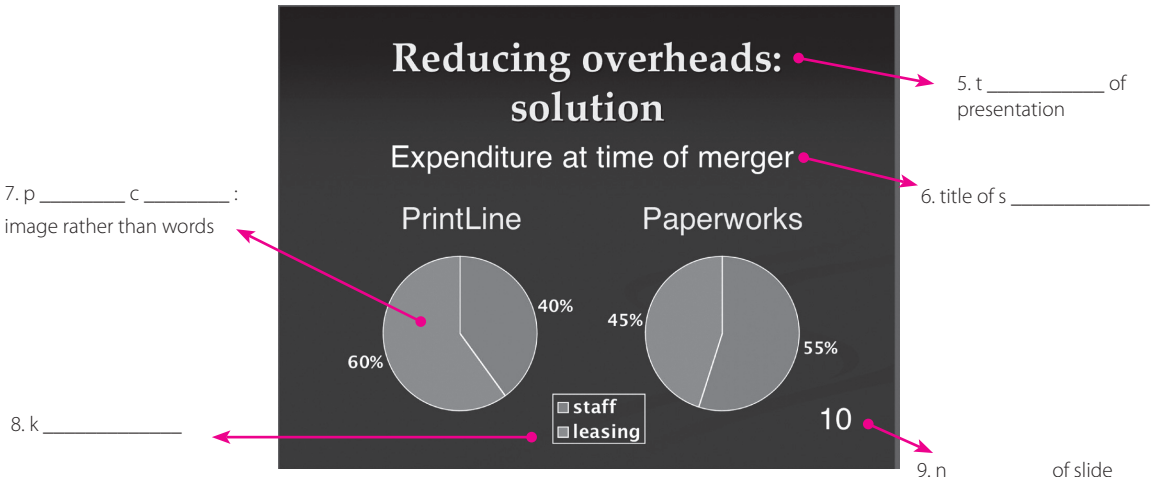 Reducing overheads:
solution
Expenditure at time of merger
PrintLine
Paperworks
40%
60%
45%
55%
staff
leasing
10
5. t ____________ of
presentation
6. title of s ______________
7. p _________ c _________ :
image rather than words
8. k ______________
9. n __________ of slide